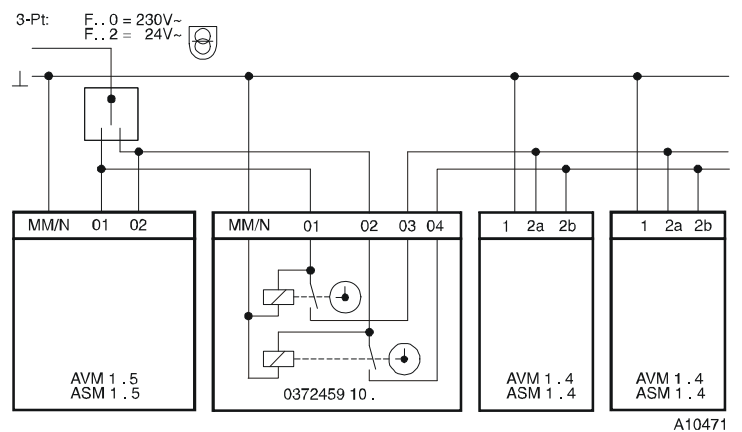 3-Pt: F . . 0 = 230V~
F . . 2 = 24V~
MM/N 01 02 MM/N 01 02 03 04 1 2a 2b 1 2a 2b
AVM 1 . 5
ASM 1 . 5
0372459 10 .
AVM 1 . 4
ASM 1 . 4
AVM 1 . 4
ASM 1 . 4
A10471